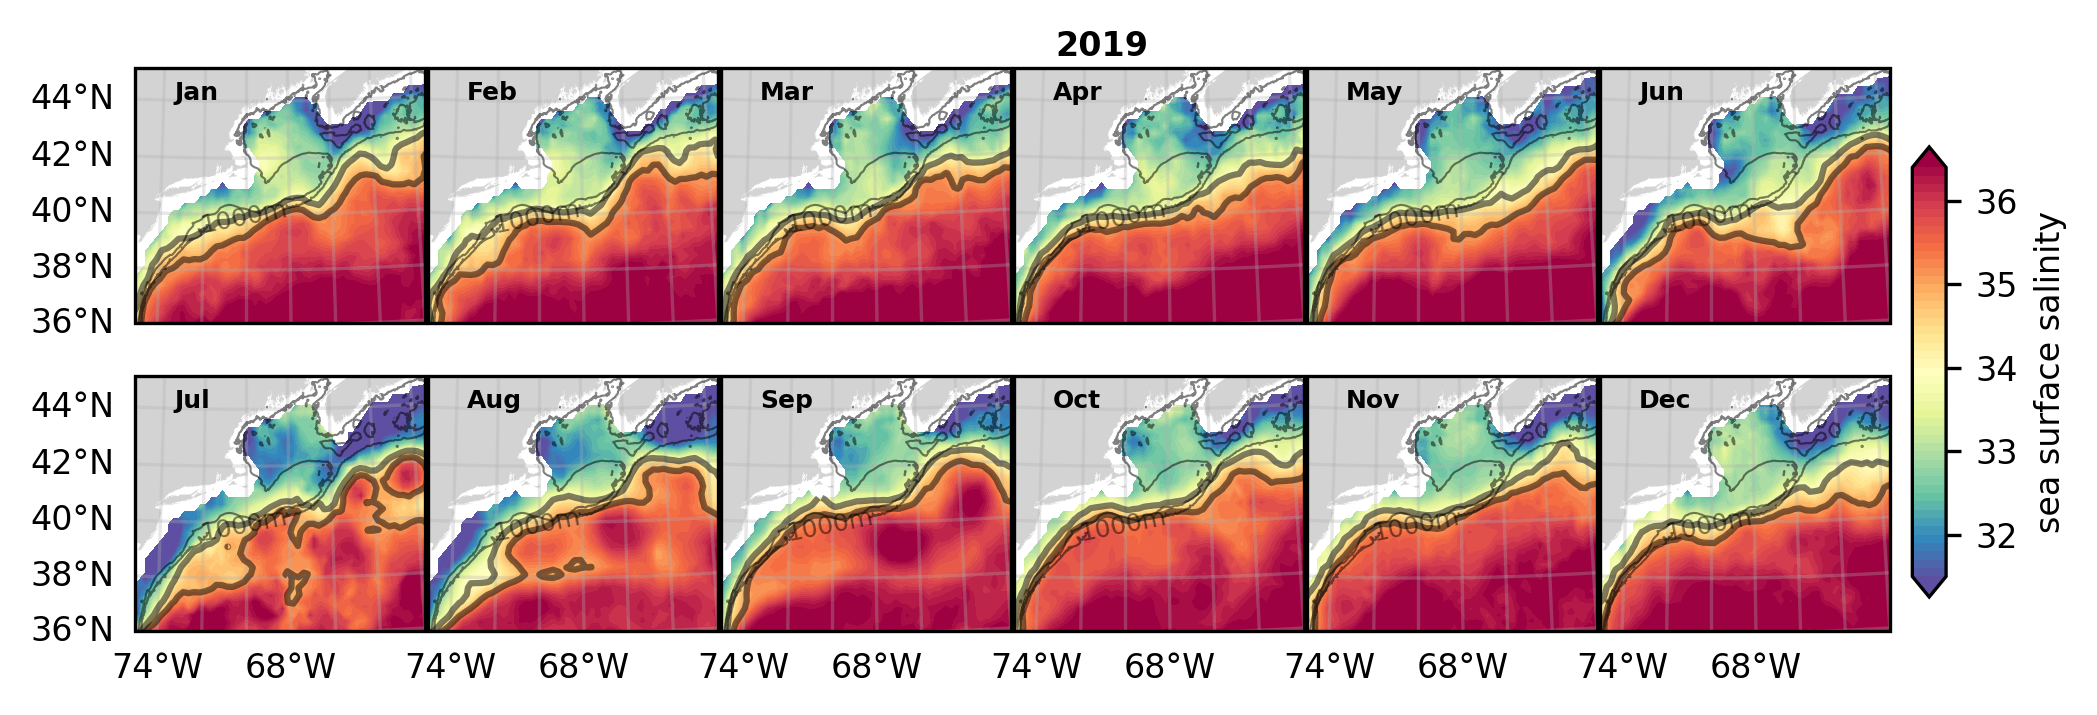 2019
Jan Feb Mar Apr May Jun
44°N
42°N
40°N
38°N
36°N
1000m 1000m 1000m 1000m 1000m 1000m
Jul Aug Sep Oct Nov Dec
44°N
42°N
40°N
38°N
36°N
1000m 1000m 1000m 1000m 1000m 1000m
74°W 68°W 74°W 68°W 74°W 68°W 74°W 68°W 74°W 68°W 74°W 68°W
36
35
34
33
32
sea surface salinity